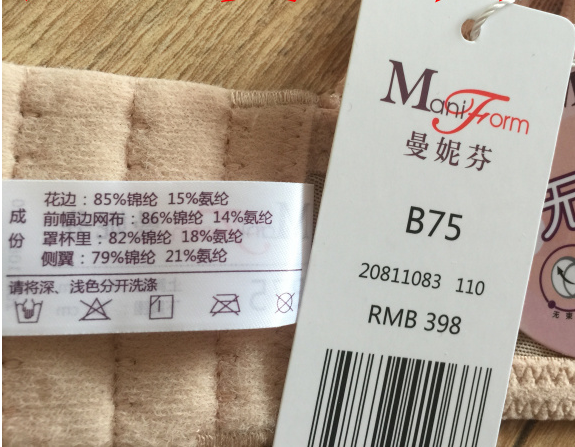 成份
花边：85%锦纶 15%氨纶
前幅边网布：86%锦纶 14%氨纶
罩杯里：82%锦纶 18%氨纶
侧翼：79%锦纶 21%氨纶
请将深、浅色分开洗涤
ManiForm
曼妮芬
B75
20811083 110
RMB 398
无